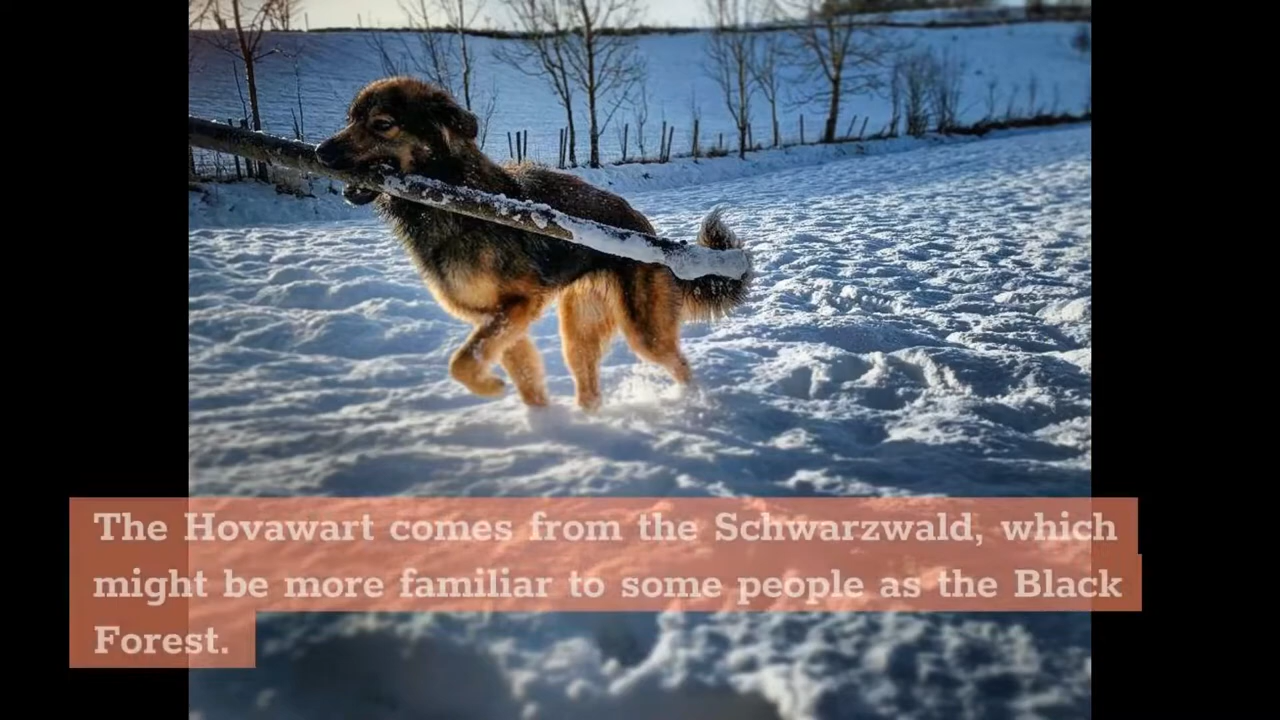 The Hovawart comes from the Schwarzwald, which
might be more familiar to some people as the Black
Forest.